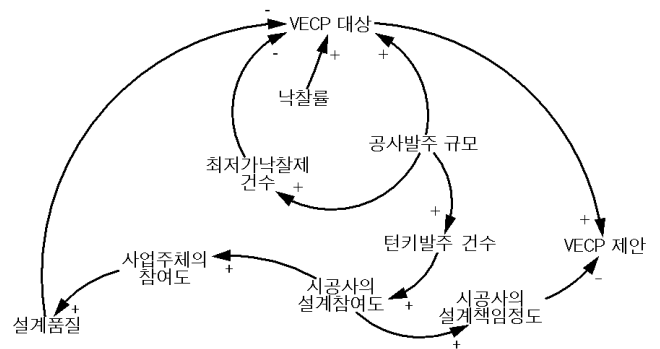 -
VECP 대상
-
+
+
낙찰률
공사발주 규모
최저가낙찰제
건수
+
+
턴키발주 건수
+
VECP 제안
-
사업주체의
참여도
+
시공사의
설계참여도
+
시공사의
설계책임정도
+
+
설계품질